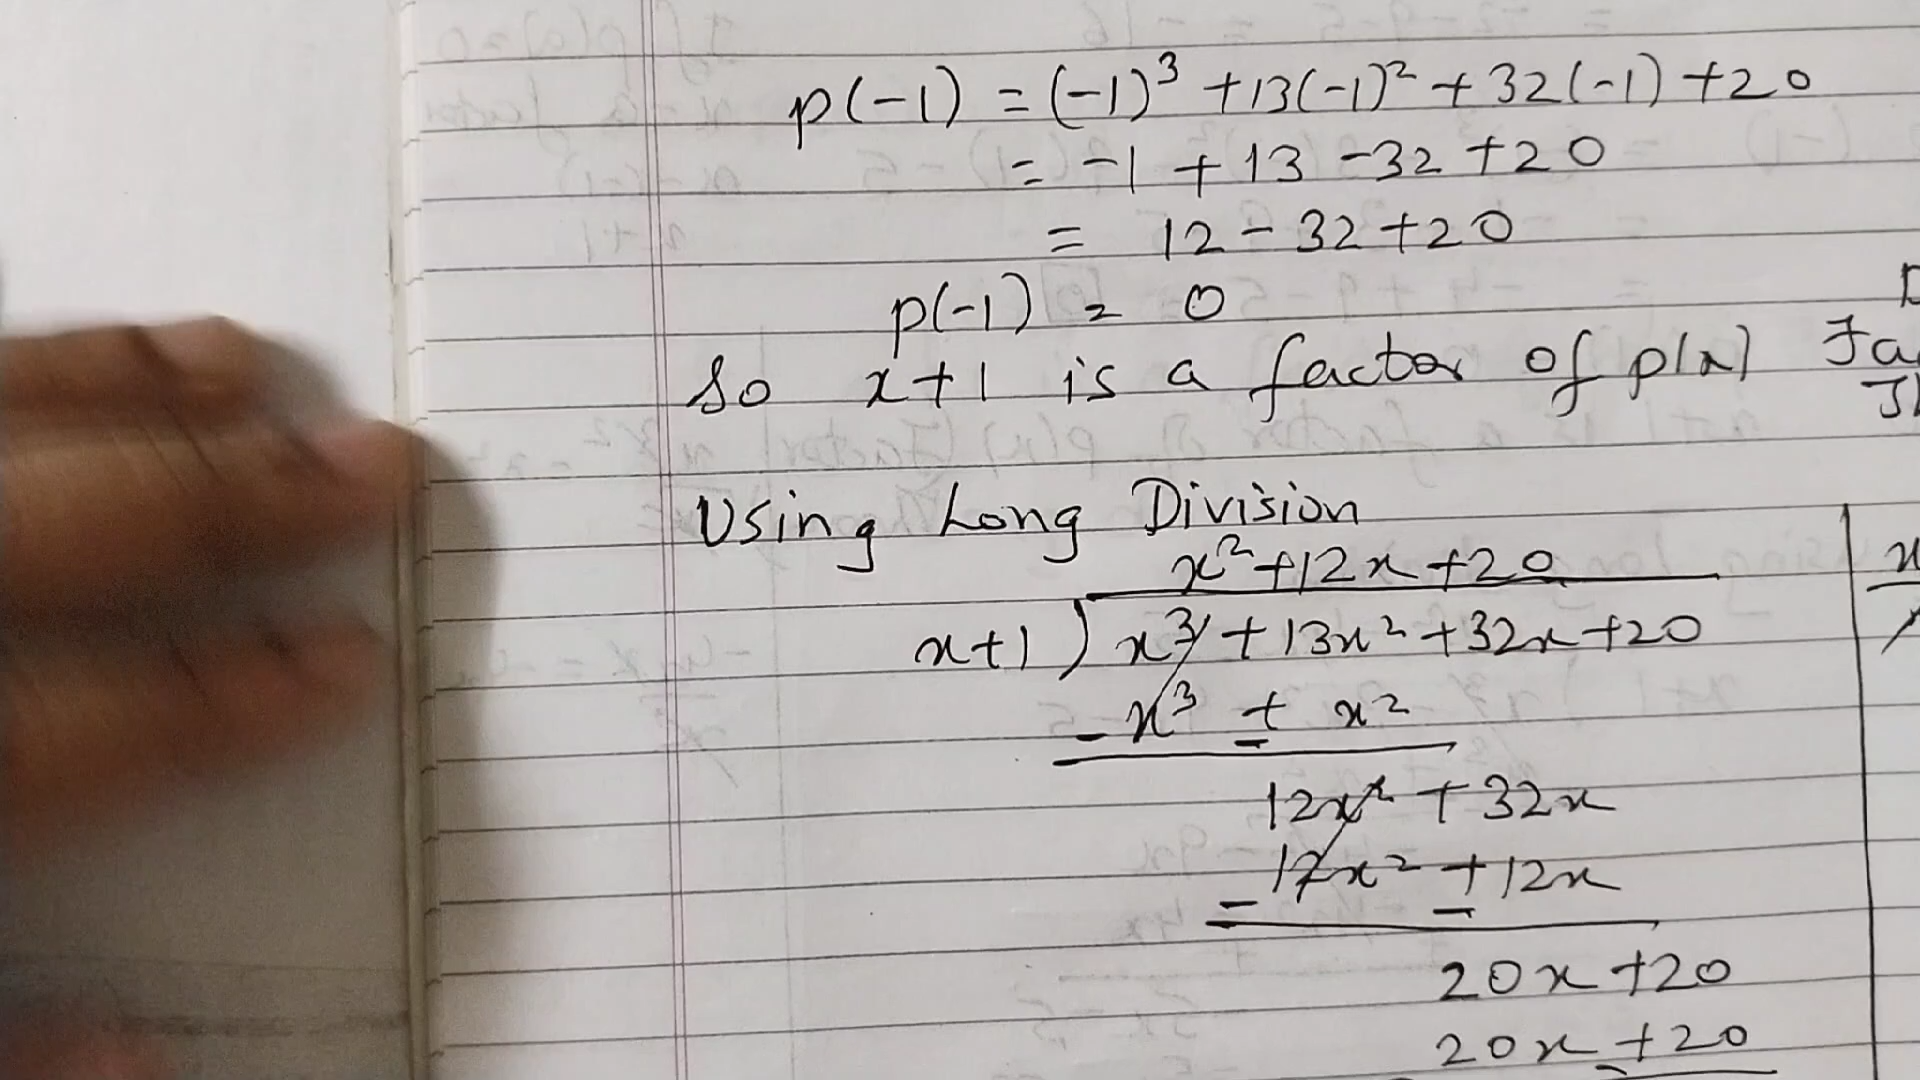 p(-1) = (-1)³ + 13(-1)² + 32(-1) + 20
= -1 + 13 - 32 + 20
= 12 - 32 + 20
p(-1) = 0
So x+1 is a factor of p(x)
Using Long Division
x² + 12x + 20
x+1 ) x³ + 13x² + 32x + 20
- x³ + x²
-
12x² + 32x
- 12x² + 12x
-
20x + 20
20x + 20